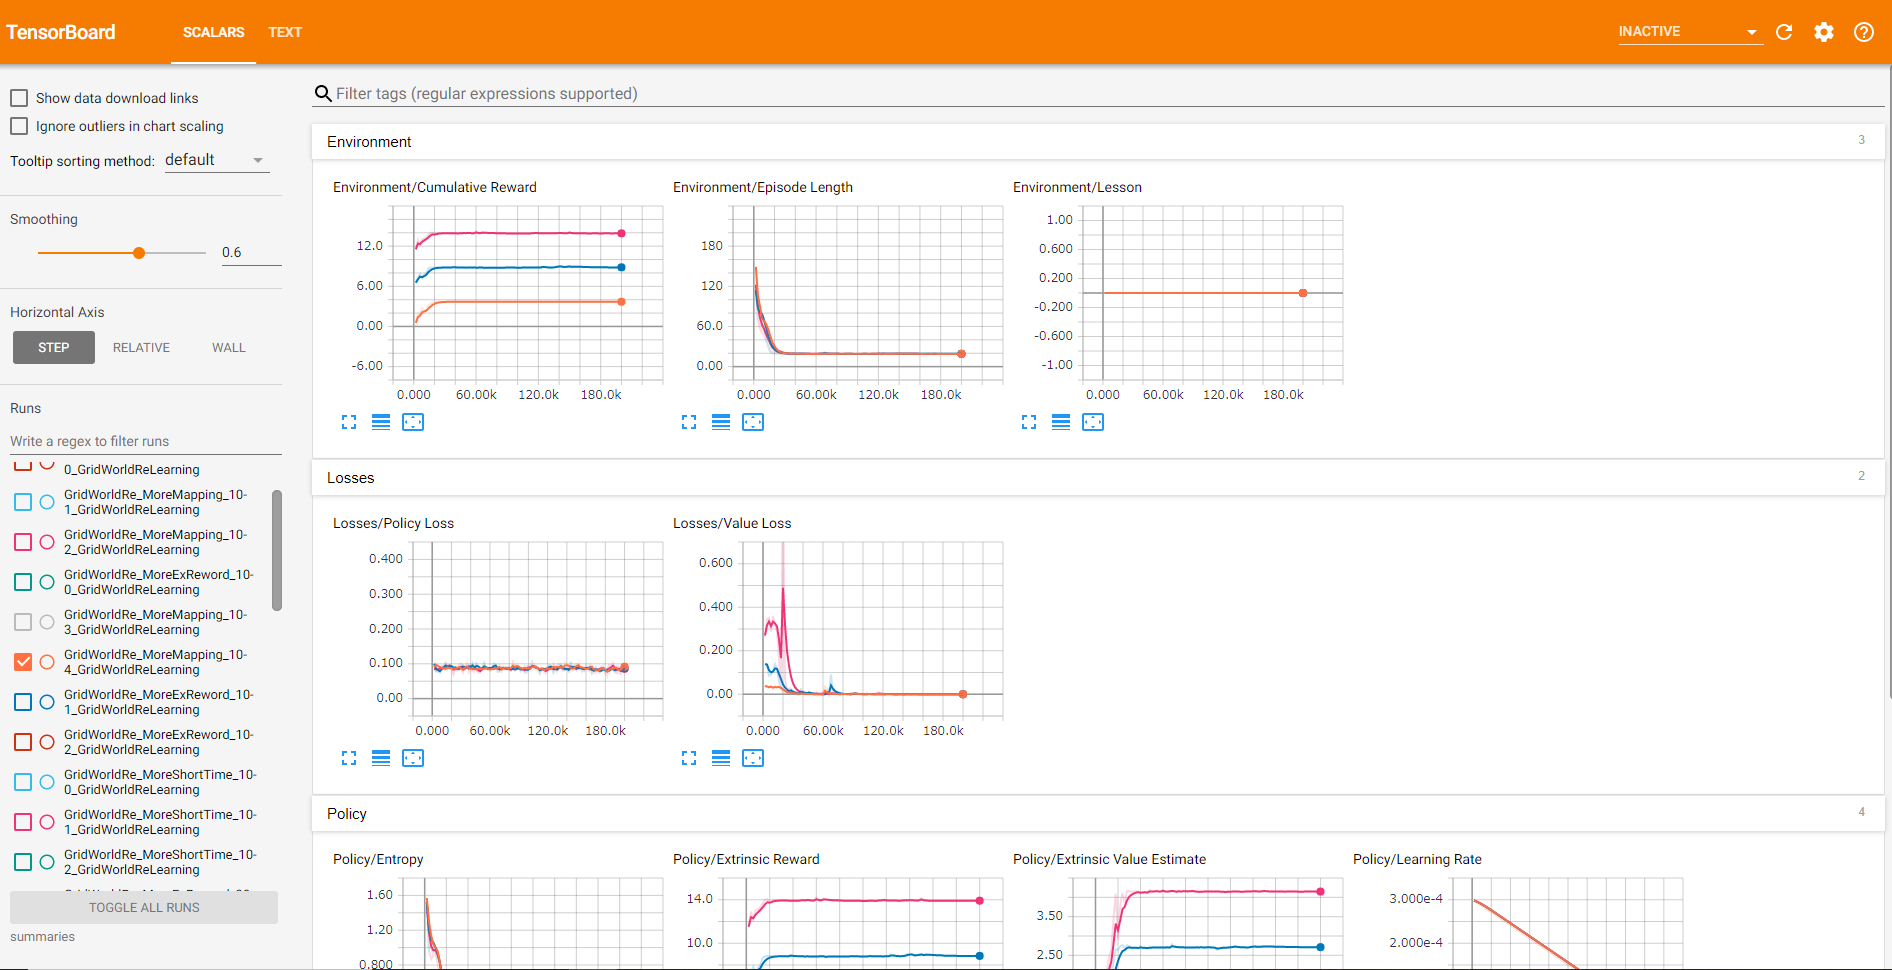 TensorBoard
SCALARS
TEXT
INACTIVE
Show data download links
Ignore outliers in chart scaling
Tooltip sorting method: default
Smoothing
0.6
Horizontal Axis
STEP
RELATIVE
WALL
Runs
Write a regex to filter runs
0_GridWorldReLearning
GridWorldRe_MoreMapping_10-
1_GridWorldReLearning
GridWorldRe_MoreMapping_10-
2_GridWorldReLearning
GridWorldRe_MoreExReword_10-
0_GridWorldReLearning
GridWorldRe_MoreMapping_10-
3_GridWorldReLearning
GridWorldRe_MoreMapping_10-
4_GridWorldReLearning
GridWorldRe_MoreExReword_10-
1_GridWorldReLearning
GridWorldRe_MoreExReword_10-
2_GridWorldReLearning
GridWorldRe_MoreShortTime_10-
0_GridWorldReLearning
GridWorldRe_MoreShortTime_10-
1_GridWorldReLearning
GridWorldRe_MoreShortTime_10-
2_GridWorldReLearning
TOGGLE ALL RUNS
summaries
Filter tags (regular expressions supported)
Environment
3
Environment/Cumulative Reward
12.0
6.00
0.00
-6.00
0.000 60.00k 120.0k 180.0k
Environment/Episode Length
180
120
60.0
0.00
0.000 60.00k 120.0k 180.0k
Environment/Lesson
1.00
0.600
0.200
-0.200
-0.600
-1.00
0.000 60.00k 120.0k 180.0k
Losses
2
Losses/Policy Loss
0.400
0.300
0.200
0.100
0.00
0.000 60.00k 120.0k 180.0k
Losses/Value Loss
0.600
0.400
0.200
0.00
0.000 60.00k 120.0k 180.0k
Policy
4
Policy/Entropy
1.60
1.20
0.800
Policy/Extrinsic Reward
14.0
10.0
Policy/Extrinsic Value Estimate
3.50
2.50
Policy/Learning Rate
3.000e-4
2.000e-4